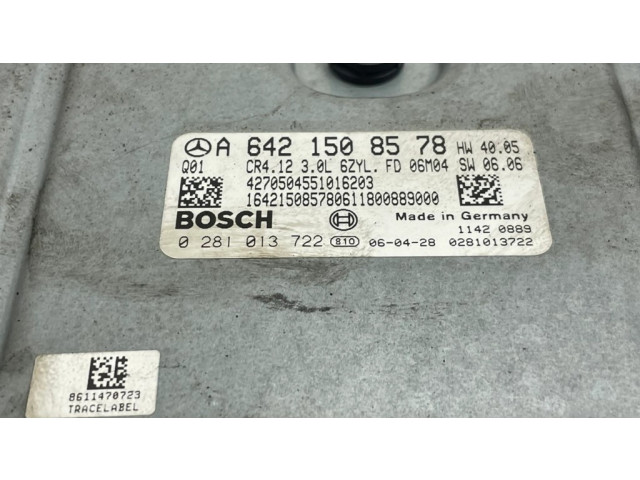 A 642 150 85 78 HW 40.05
Q01 CR4.12 3.0L 6ZYL. FD 06M04 SW 06.06
4270504551016203
164215085780611800889000
BOSCH Made in Germany
0 281 013 722 810 06-04-28 1142 0889 0281013722
8611470723
TRACELABEL